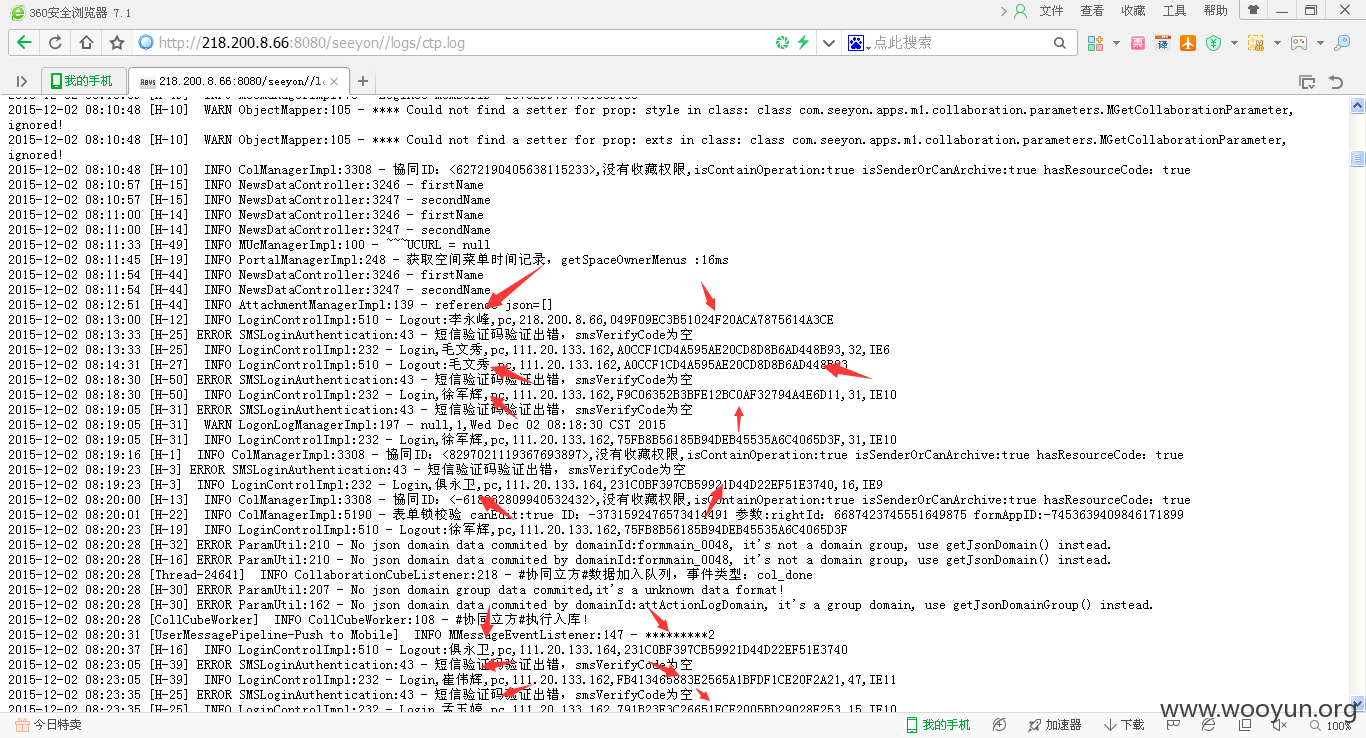 360安全浏览器 7.1
文件 查看 收藏 工具 帮助
http://218.200.8.66:8080/seeyon//logs/ctp.log
点此搜索
我的手机
218.200.8.66:8080/seeyon//l
2015-12-02 08:10:48 [H-10] WARN ObjectMapper:105 - **** Could not find a setter for prop: style in class: class com.seeyon.apps.m1.collaboration.parameters.MGetCollaborationParameter,
ignored!
2015-12-02 08:10:48 [H-10] WARN ObjectMapper:105 - **** Could not find a setter for prop: exts in class: class com.seeyon.apps.m1.collaboration.parameters.MGetCollaborationParameter,
ignored!
2015-12-02 08:10:48 [H-10] INFO ColManagerImpl:3308 - 協同ID：<6272190405638115233>,没有收藏权限,isContainOperation:true isSenderOrCanArchive:true hasResourceCode：true
2015-12-02 08:10:57 [H-15] INFO NewsDataController:3246 - firstName
2015-12-02 08:10:57 [H-15] INFO NewsDataController:3247 - secondName
2015-12-02 08:11:00 [H-14] INFO NewsDataController:3246 - firstName
2015-12-02 08:11:00 [H-14] INFO NewsDataController:3247 - secondName
2015-12-02 08:11:33 [H-49] INFO MUcManagerImpl:100 - ~~~UCURL = null
2015-12-02 08:11:45 [H-19] INFO PortalManagerImpl:248 - 获取空间菜单时间记录，getSpaceOwnerMenus :16ms
2015-12-02 08:11:54 [H-44] INFO NewsDataController:3246 - firstName
2015-12-02 08:11:54 [H-44] INFO NewsDataController:3247 - secondName
2015-12-02 08:12:51 [H-44] INFO AttachmentManagerImpl:139 - reference json=[]
2015-12-02 08:13:00 [H-12] INFO LoginControlImpl:510 - Logout:李永峰,pc,218.200.8.66,049F09EC3B51024F20ACA7875614A3CE
2015-12-02 08:13:33 [H-25] ERROR SMSLoginAuthentication:43 - 短信验证码验证出错，smsVerifyCode为空
2015-12-02 08:13:33 [H-25] INFO LoginControlImpl:232 - Login,毛文秀,pc,111.20.133.162,A0CCF1CD4A595AE20CD8D8B6AD448B93,32,IE6
2015-12-02 08:14:31 [H-27] INFO LoginControlImpl:510 - Logout:毛文秀,pc,111.20.133.162,A0CCF1CD4A595AE20CD8D8B6AD448B93
2015-12-02 08:18:30 [H-50] ERROR SMSLoginAuthentication:43 - 短信验证码验证出错，smsVerifyCode为空
2015-12-02 08:18:30 [H-50] INFO LoginControlImpl:232 - Login,徐军辉,pc,111.20.133.162,F9C06352B3BFE12BC0AF32794A4E6D11,31,IE10
2015-12-02 08:19:10 [H-31] ERROR SMSLoginAuthentication:43 - 短信验证码验证出错，smsVerifyCode为空
2015-12-02 08:19:10 [H-31] WARN LogonLogManager:197 - null,1,Wed Dec 02 08:18:30 CST 2015
2015-12-02 08:19:10 [H-31] INFO LoginControlImpl:232 - Login,徐军辉,pc,111.20.133.162,75FB8B56185B94DEB45535A6C4065D3F,31,IE10
2015-12-02 08:19:16 [H-1] INFO ColManagerImpl:3308 - 協同ID：<8297021119367693897>,没有收藏权限,isContainOperation:true isSenderOrCanArchive:true hasResourceCode：true
2015-12-02 08:19:23 [H-3] ERROR SMSLoginAuthentication:43 - 短信验证码验证出错，smsVerifyCode为空
2015-12-02 08:19:23 [H-3] INFO LoginControlImpl:232 - Login,俱永卫,pc,111.20.133.164,231C0BF397CB59921D44D22EF51E3740,16,IE9
2015-12-02 08:20:00 [H-13] INFO ColManagerImpl:3308 - 協同ID：
2015-12-02 08:20:01 [H-14] INFO ColManagerImpl:5190 - 表单锁校验 canEdit:true ID：-3731592476573414491 参数:rightId：6687423745551649875 formAppID:-7453639409846171899
2015-12-02 08:20:23 [H-19] INFO LoginControlImpl:510 - Logout:徐军辉,pc,111.20.133.162,75FB8B56185B94DEB45535A6C4065D3F
2015-12-02 08:20:28 [H-32] ERROR ParamUtil:210 - No json domain data commited by domainId:formmain_0048, it's not a domain group, use getJsonDomain() instead.
2015-12-02 08:20:28 [H-16] ERROR ParamUtil:210 - No json domain data commited by domainId:formmain_0048, it's not a domain group, use getJsonDomain() instead.
2015-12-02 08:20:28 [Thread-24641] INFO CollaborationCubeListener:218 - #协同立方#数据加入队列，事件类型：col_done
2015-12-02 08:20:28 [H-30] ERROR ParamUtil:207 - No json domain group data commited,it's a unknown data format!
2015-12-02 08:20:28 [H-30] ERROR ParamUtil:162 - No json domain data commited by domainId:attActionLogDomain, it's a group domain, use getJsonDomainGroup() instead.
2015-12-02 08:20:28 [CollCubeWorker] INFO CollCubeWorker:108 - #协同立方#执行入库!
2015-12-02 08:20:31 [UserMessagePipeline-Push to Mobile] INFO MMessageEventListener:147 - *********2
2015-12-02 08:20:37 [H-16] INFO LoginControlImpl:510 - Logout:俱永卫,pc,111.20.133.164,231C0BF397CB59921D44D22EF51E3740
2015-12-02 08:23:05 [H-39] ERROR SMSLoginAuthentication:43 - 短信验证码验证出错，smsVerifyCode为空
2015-12-02 08:23:05 [H-39] INFO LoginControlImpl:232 - Login,崔伟辉,pc,111.20.133.162,FB413465883E2565A1BFDF1CE20F2A21,47,IE11
2015-12-02 08:23:35 [H-25] ERROR SMSLoginAuthentication:43 - 短信验证码验证出错，smsVerifyCode为空
2015-12-02 08:23:35 [H-25] INFO LoginControlImpl:232 - Login,孟玉婷,pc,111.20.133.162
www.wooyun.org
今日特卖
我的手机 加速器 下载 100%